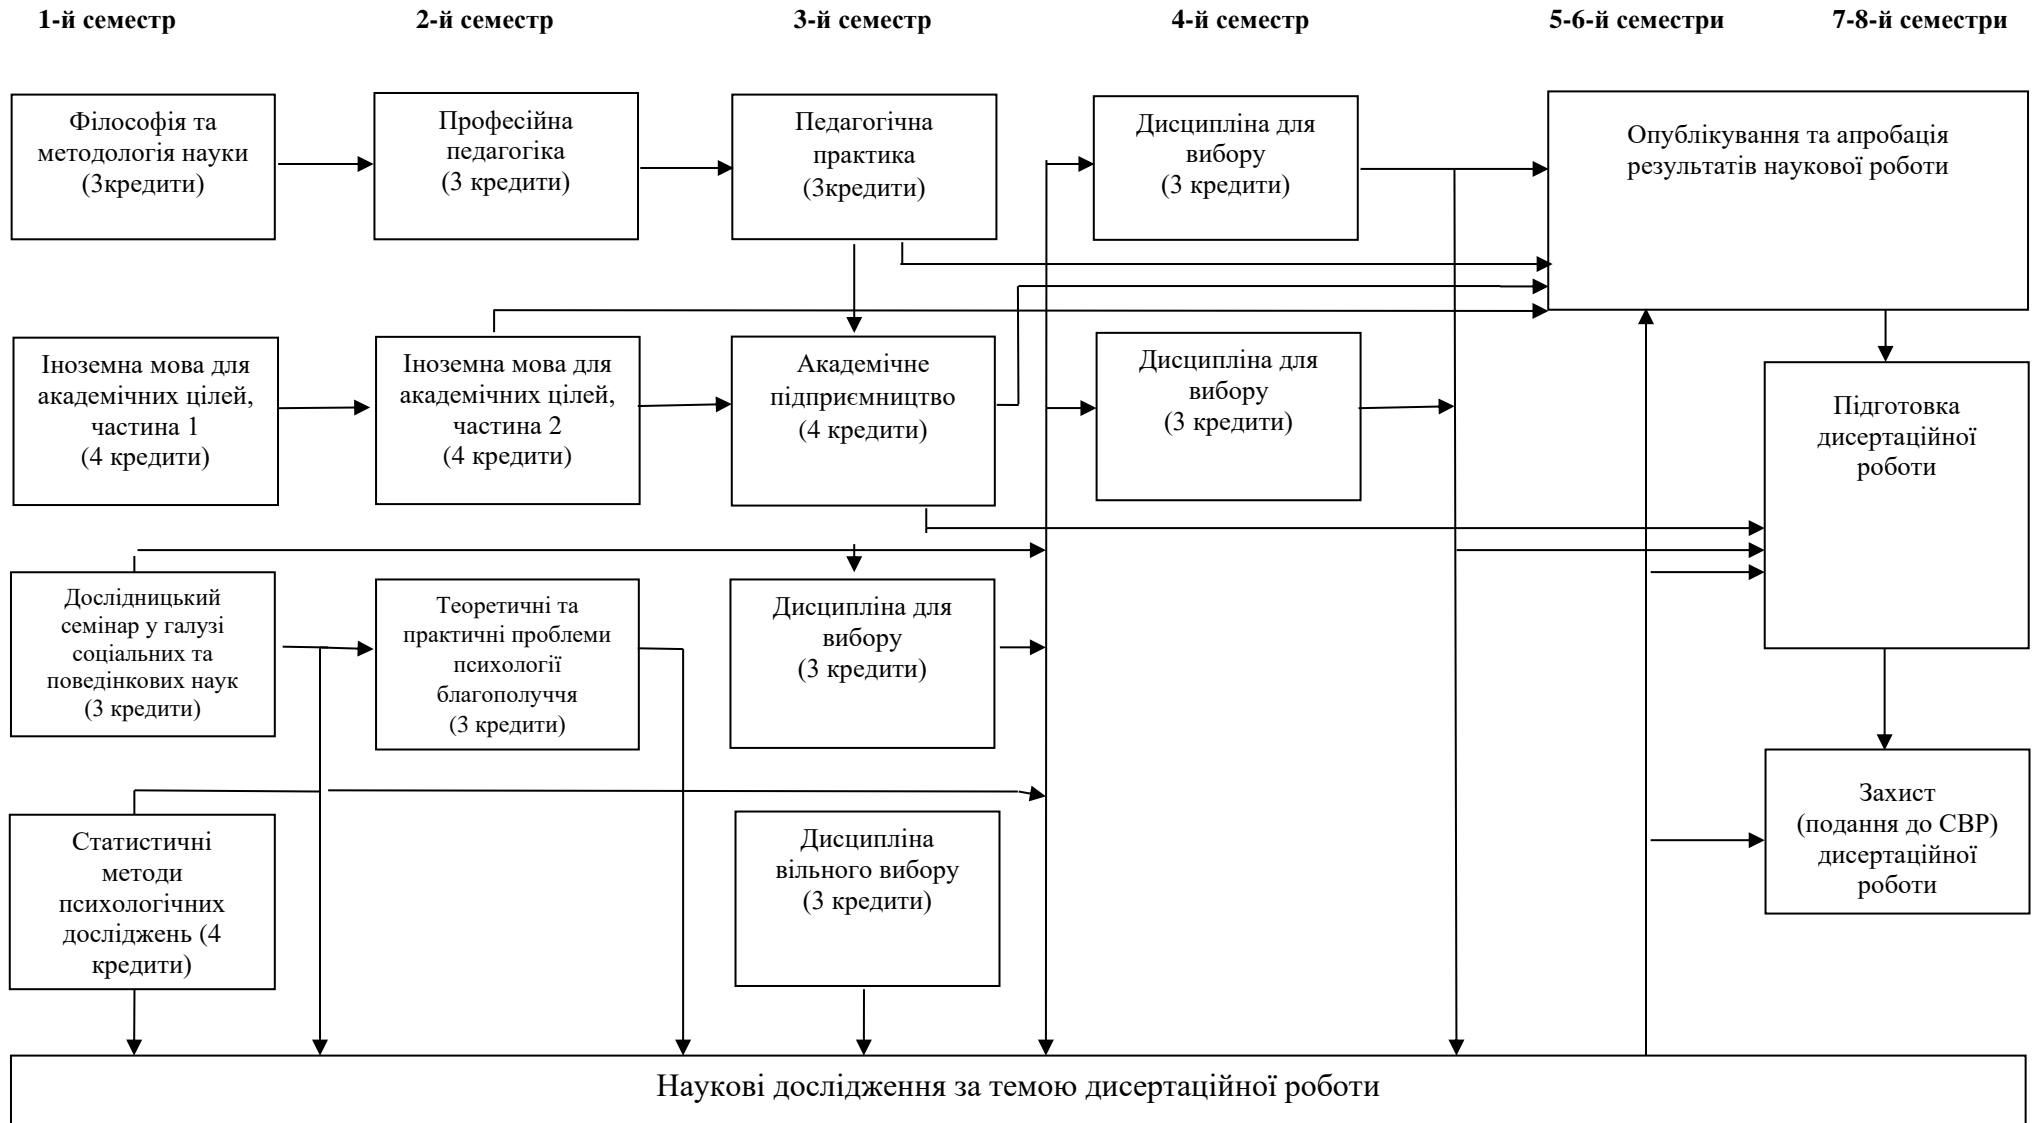 1-й семестр
2-й семестр
3-й семестр
4-й семестр
5-6-й семестри
7-8-й семестри
Філософія та
методологія науки
(3кредити)
Професійна
педагогіка
(3 кредити)
Педагогічна
практика
(3кредити)
Дисципліна для
вибору
(3 кредити)
Опублікування та апробація
результатів наукової роботи
Іноземна мова для
академічних цілей,
частина 1
(4 кредити)
Іноземна мова для
академічних цілей,
частина 2
(4 кредити)
Академічне
підприємництво
(4 кредити)
Дисципліна для
вибору
(3 кредити)
Підготовка
дисертаційної
роботи
Дослідницький
семінар у галузі
соціальних та
поведінкових наук
(3 кредити)
Теоретичні та
практичні проблеми
психології
благополуччя
(3 кредити)
Дисципліна для
вибору
(3 кредити)
Статистичні
методи
психологічних
досліджень (4
кредити)
Дисципліна
вільного вибору
(3 кредити)
Захист
(подання до СВР)
дисертаційної
роботи
Наукові дослідження за темою дисертаційної роботи